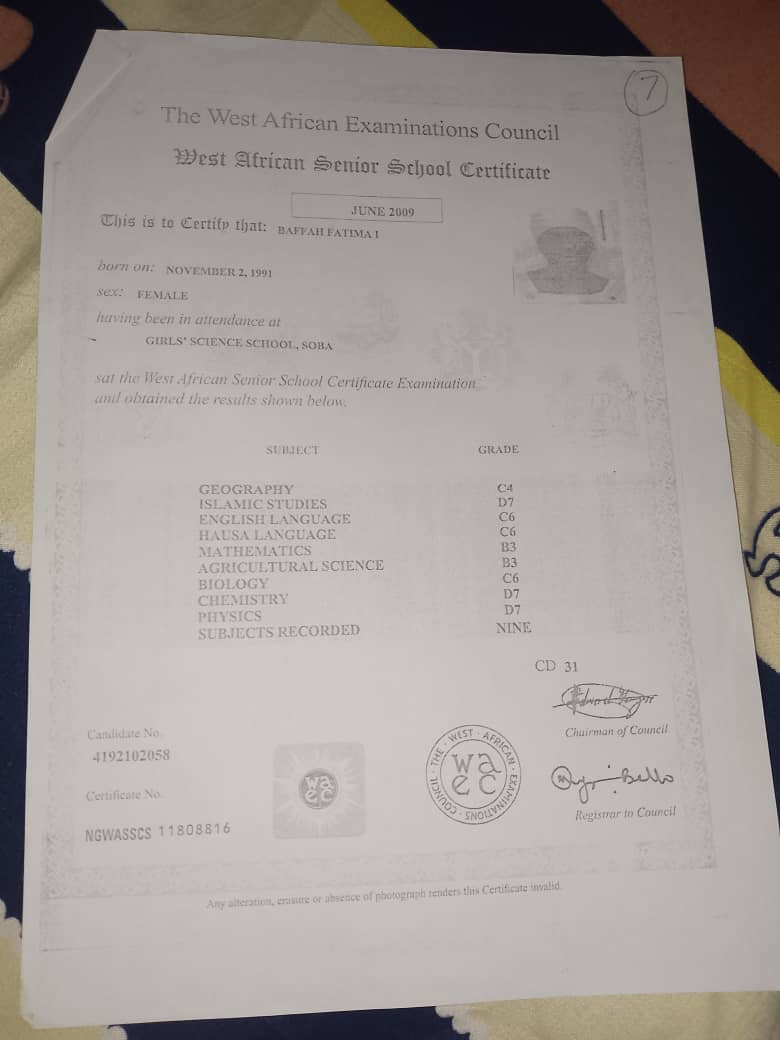 7
The West African Examinations Council
West African Senior School Certificate
JUNE 2009
This is to Certify that: BAFFAH FATIMA I
born on: NOVEMBER 2, 1991
sex: FEMALE
having been in attendance at
GIRLS' SCIENCE SCHOOL, SOBA
sat the West African Senior School Certificate Examination
and obtained the results shown below.
SUBJECT GRADE
GEOGRAPHY C4
ISLAMIC STUDIES D7
ENGLISH LANGUAGE C6
HAUSA LANGUAGE C6
MATHEMATICS B3
AGRICULTURAL SCIENCE B3
BIOLOGY C6
CHEMISTRY D7
PHYSICS D7
SUBJECTS RECORDED NINE
CD 31
Chairman of Council
Candidate No.
4192102058
waec
THE · WEST · AFRICAN · EXAMINATIONS · COUNCIL ·
waec
Bello
Registrar to Council
Certificate No.
NGWASSCS 11808816
Any alteration, erasure or absence of photograph renders this Certificate invalid.